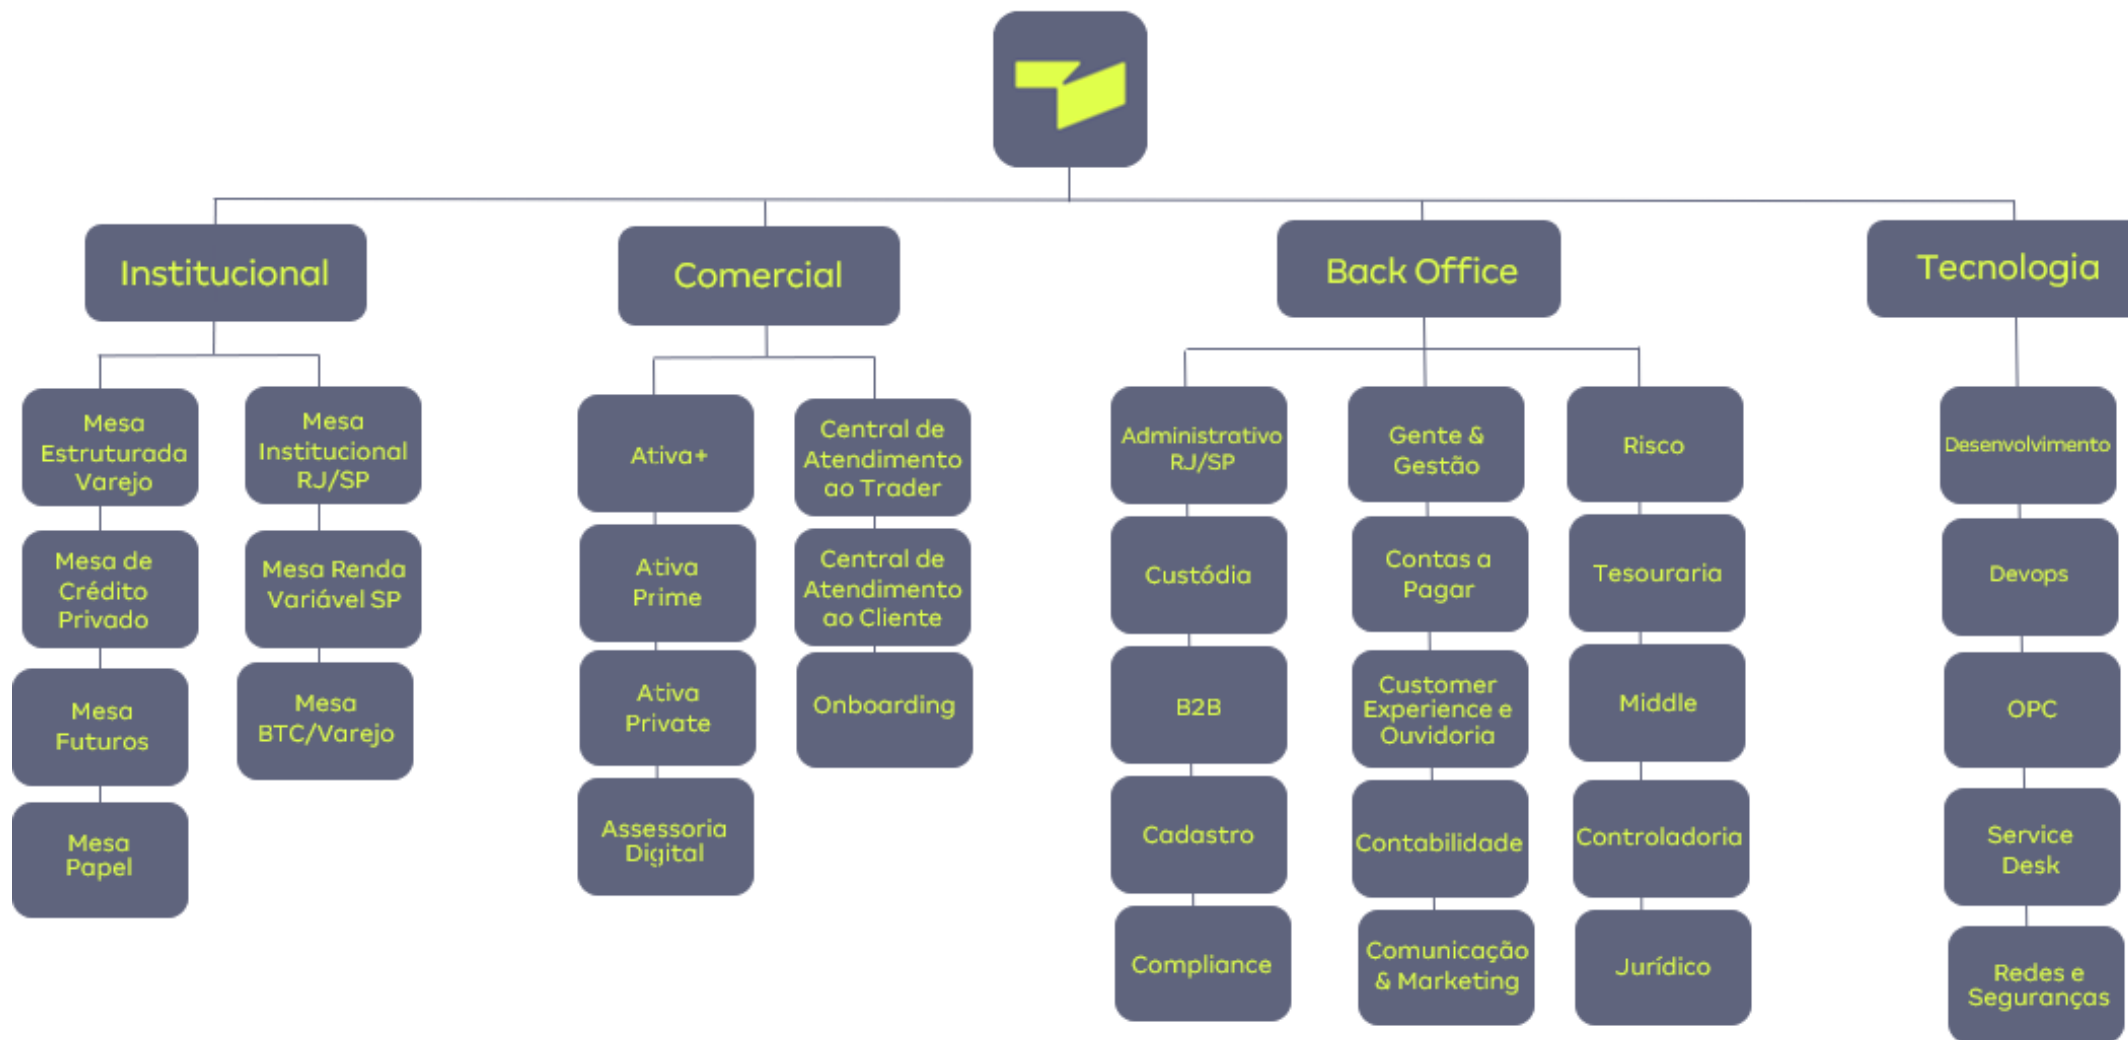 Institucional
Comercial
Back Office
Tecnologia
Mesa
Estruturada
Varejo
Mesa de
Crédito
Privado
Mesa
Futuros
Mesa
Papel
Mesa
Institucional
RJ/SP
Mesa Renda
Variável SP
Mesa
BTC/Varejo
Ativa+
Ativa
Prime
Ativa
Private
Assessoria
Digital
Central de
Atendimento
ao Trader
Central de
Atendimento
ao Cliente
Onboarding
Administrativo
RJ/SP
Custódia
B2B
Cadastro
Compliance
Gente &
Gestão
Contas a
Pagar
Customer
Experience e
Ouvidoria
Contabilidade
Comunicação
& Marketing
Risco
Tesouraria
Middle
Controladoria
Jurídico
Desenvolvimento
Devops
OPC
Service
Desk
Redes e
Seguranças